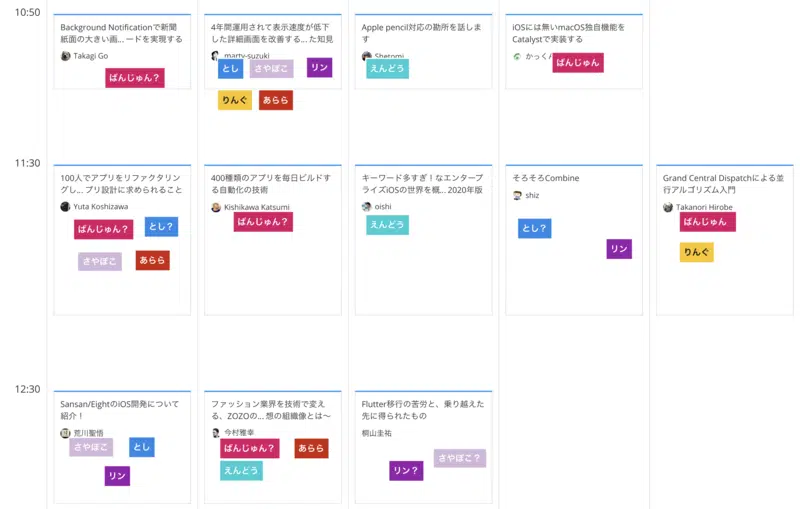 10:50
Background Notificationで新聞
紙面の大きい画... ードを実現する
Takagi Go
ばんじゅん？
4年間運用されて表示速度が低下
した詳細画面を改善する... た知見
marty-suzuki
とし
さやぽこ
リン
りんぐ
あらら
Apple pencil対応の勘所を話しま
す
えんどう
iOSには無いmacOS独自機能を
Catalystで実装する
かっくん
ばんじゅん
11:30
100人でアプリをリファクタリン
グし... プリ設計に求められること
Yuta Koshizawa
ばんじゅん？
とし？
さやぽこ
あらら
400種類のアプリを毎日ビルドす
る自動化の技術
Kishikawa Katsumi
ばんじゅん？
キーワード多すぎ！なエンタープ
ライズiOSの世界を概... 2020年版
oishi
えんどう
そろそろCombine
shiz
とし？
リン
Grand Central Dispatchによる並
行アルゴリズム入門
Takanori Hirobe
ばんじゅん
りんぐ
12:30
Sansan/EightのiOS開発について
紹介！
荒川聖悟
さやぽこ
とし
リン
ファッション業界を技術で変え
る、ZOZOの... 想の組織像とは〜
今村雅幸
ばんじゅん？
あらら
えんどう
Flutter移行の苦労と、乗り越えた
先に得られたもの
桐山圭祐
さやぽこ？
リン？